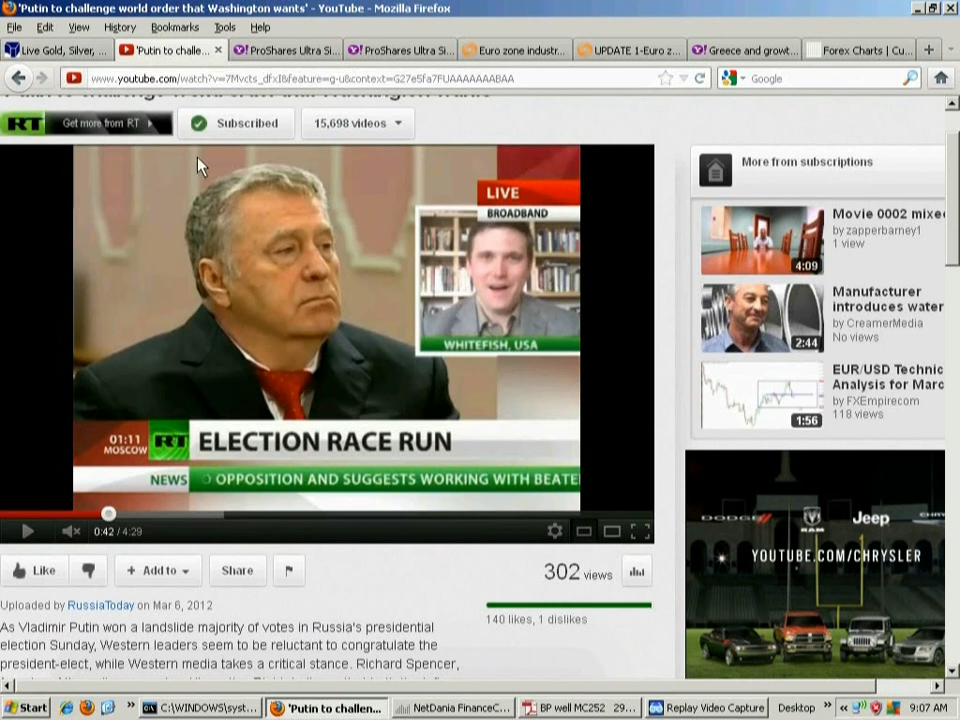 'Putin to challenge world order that Washington wants' - YouTube - Mozilla Firefox
File Edit View History Bookmarks Tools Help
Live Gold, Silver, ...
'Putin to challe...
ProShares Ultra Si...
ProShares Ultra Si...
Euro zone industr...
UPDATE 1-Euro z...
Greece and growt...
Forex Charts | Cu...
www.youtube.com/watch?v=7Mvcts_dfxI&feature=g-u&context=G27e5fa7FUAAAAAAABAA
Google
RT Get more from RT
Subscribed
15,698 videos
More from subscriptions
LIVE
BROADBAND
WHITEFISH, USA
01:11
MOSCOW
RT
ELECTION RACE RUN
NEWS OPPOSITION AND SUGGESTS WORKING WITH BEATE
0:42 / 4:29
Movie 0002 mixe
by zapperbarney1
1 view
4:09
Manufacturer
introduces water
by CreamerMedia
No views
2:44
EUR/USD Technic
Analysis for Marc
by FXEmpirecom
118 views
1:56
DODGE RAM Jeep
YOUTUBE.COM/CHRYSLER
Like
+ Add to
Share
302 views
Uploaded by RussiaToday on Mar 6, 2012
140 likes, 1 dislikes
As Vladimir Putin won a landslide majority of votes in Russia's presidential
election Sunday, Western leaders seem to be reluctant to congratulate the
president-elect, while Western media takes a critical stance. Richard Spencer,
Start
C:\WINDOWS\syst...
'Putin to challen...
NetDania FinanceC...
BP well MC252 29...
Replay Video Capture
Desktop
9:07 AM